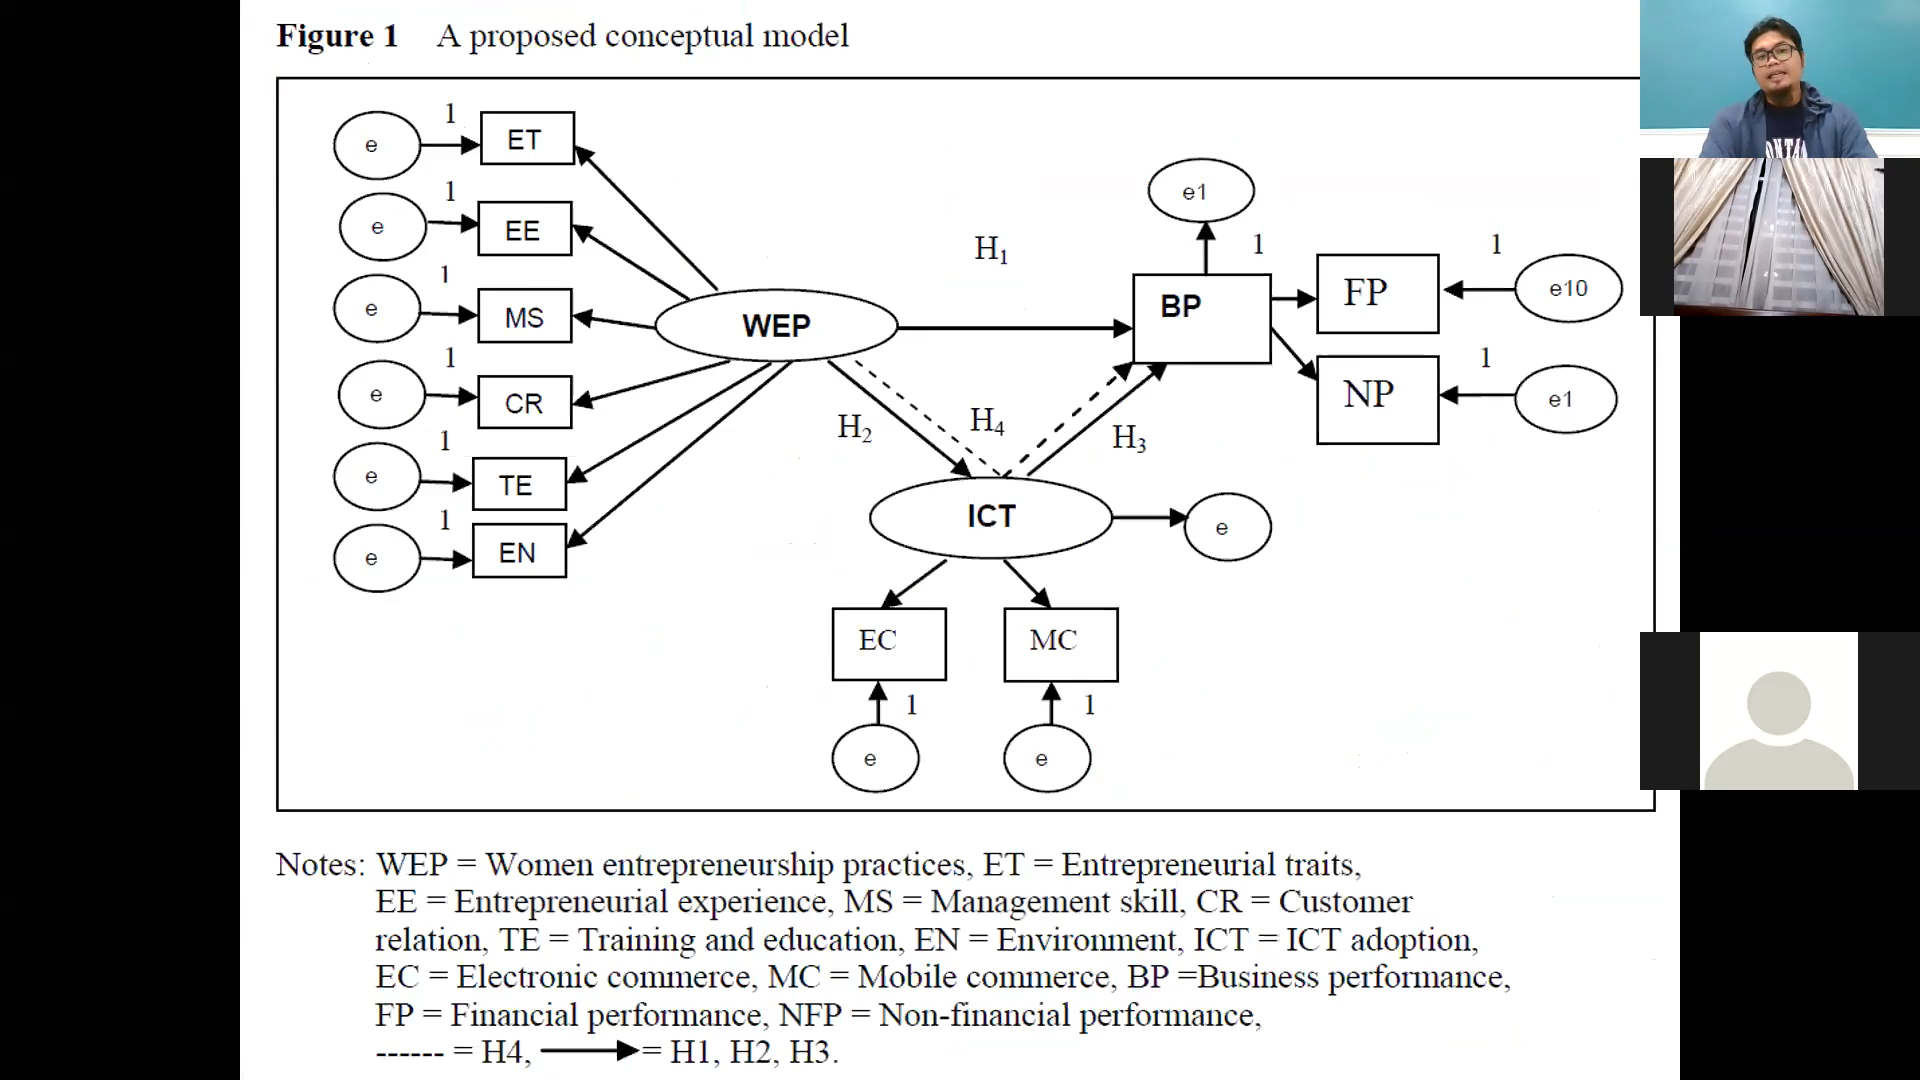 Figure 1 A proposed conceptual model
1
e
ET
1
e
EE
1
e
MS
1
e
CR
1
e
TE
1
e
EN
WEP
H1
H2
H4
H3
e1
BP
1
FP
1
e10
NP
1
e1
ICT
e
EC
MC
1
1
e
e
Notes: WEP = Women entrepreneurship practices, ET = Entrepreneurial traits,
EE = Entrepreneurial experience, MS = Management skill, CR = Customer
relation, TE = Training and education, EN = Environment, ICT = ICT adoption,
EC = Electronic commerce, MC = Mobile commerce, BP =Business performance,
FP = Financial performance, NFP = Non-financial performance,
------ = H4, = H1, H2, H3.